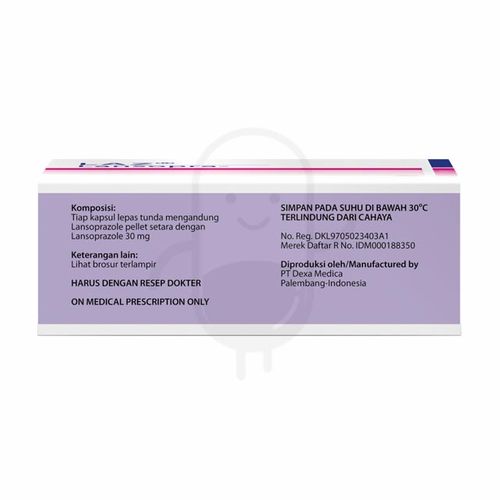 LAZ®
Lansopraz
Komposisi:
Tiap kapsul lepas tunda mengandung
Lansoprazole pellet setara dengan
Lansoprazole 30 mg
Keterangan lain:
Lihat brosur terlampir
HARUS DENGAN RESEP DOKTER
ON MEDICAL PRESCRIPTION ONLY
SIMPAN PADA SUHU DI BAWAH 30°C
TERLINDUNG DARI CAHAYA
No. Reg. DKL9705023403A1
Merek Daftar R No. IDM000188350
Diproduksi oleh/Manufactured by
PT Dexa Medica
Palembang-Indonesia